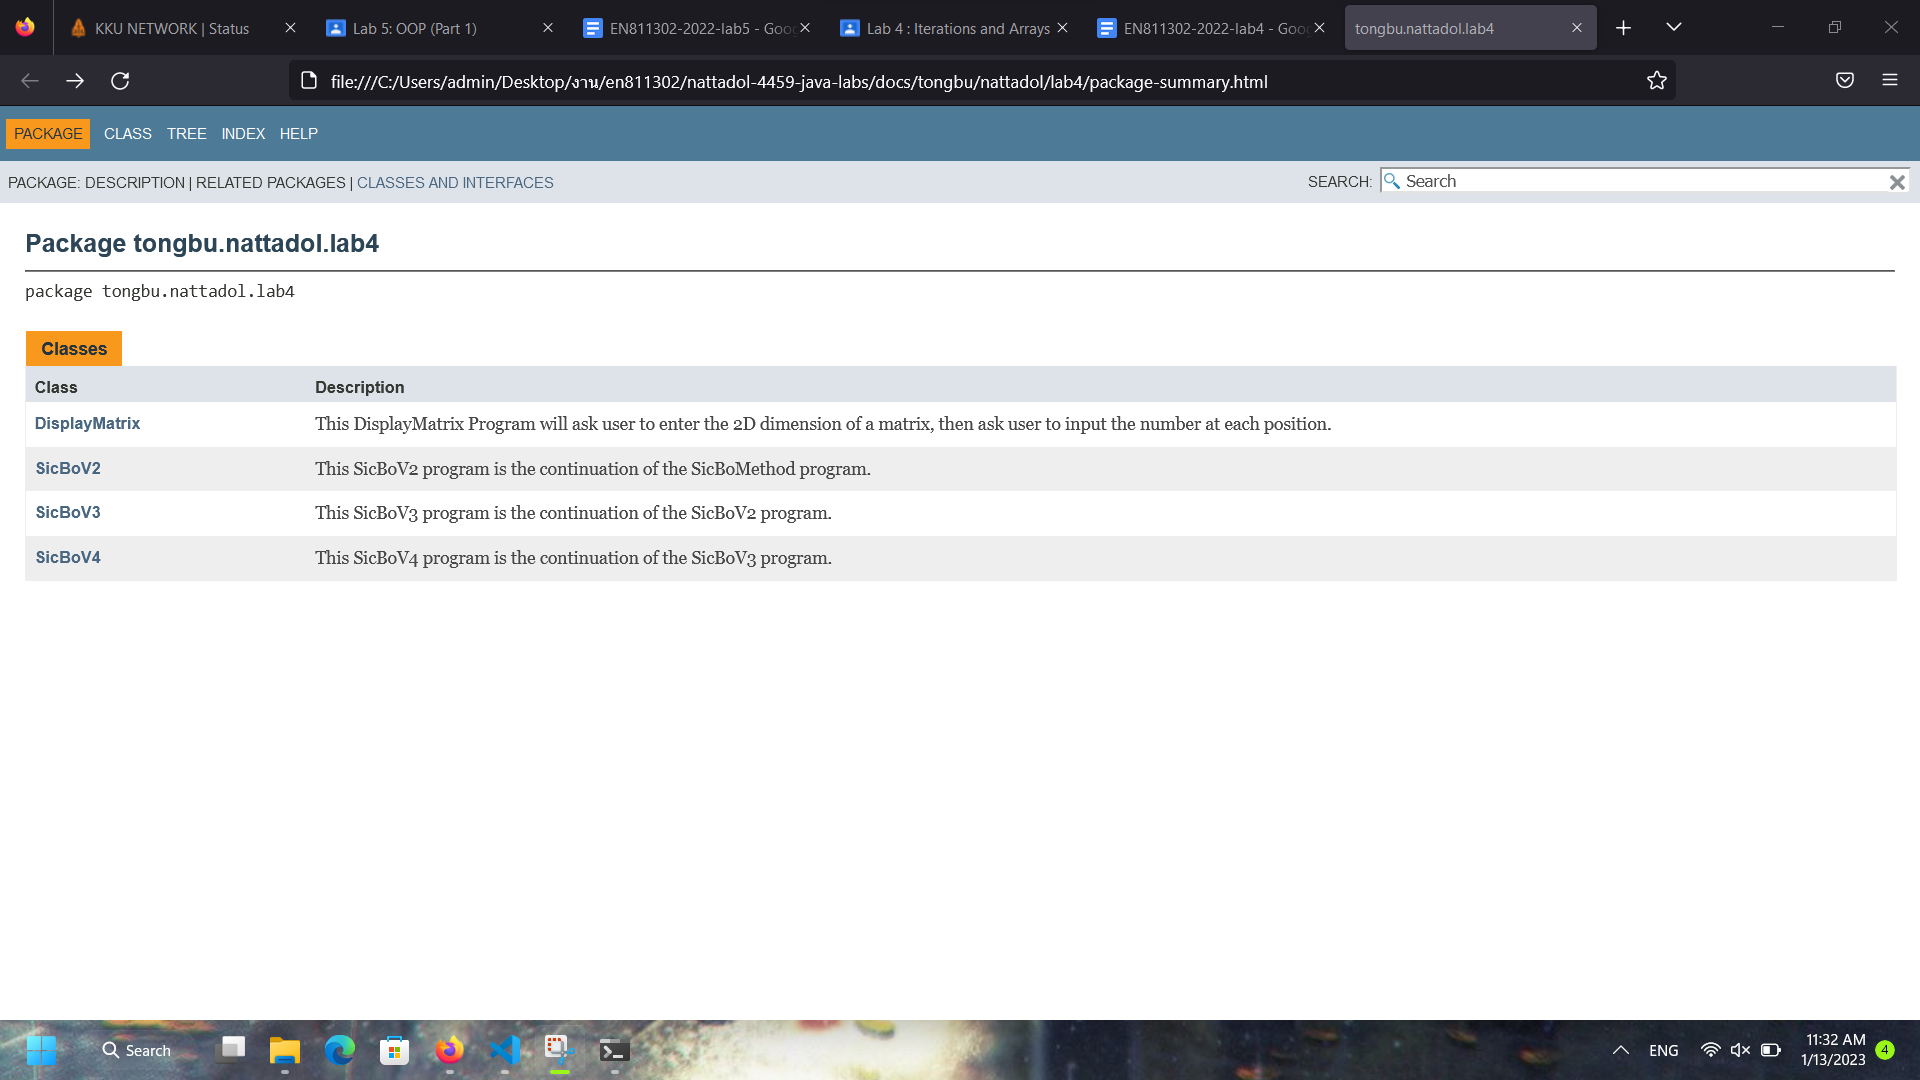 KKU NETWORK | Status
Lab 5: OOP (Part 1)
EN811302-2022-lab5 - Goo
Lab 4 : Iterations and Arrays
EN811302-2022-lab4 - Goo
tongbu.nattadol.lab4
file:///C:/Users/admin/Desktop/งาน/en811302/nattadol-4459-java-labs/docs/tongbu/nattadol/lab4/package-summary.html
PACKAGE CLASS TREE INDEX HELP
PACKAGE: DESCRIPTION | RELATED PACKAGES | CLASSES AND INTERFACES
SEARCH: Search
Package tongbu.nattadol.lab4
package tongbu.nattadol.lab4
Classes
Class Description
DisplayMatrix This DisplayMatrix Program will ask user to enter the 2D dimension of a matrix, then ask user to input the number at each position.
SicBoV2 This SicBoV2 program is the continuation of the SicBoMethod program.
SicBoV3 This SicBoV3 program is the continuation of the SicBoV2 program.
SicBoV4 This SicBoV4 program is the continuation of the SicBoV3 program.
Search
ENG
11:32 AM
1/13/2023
4